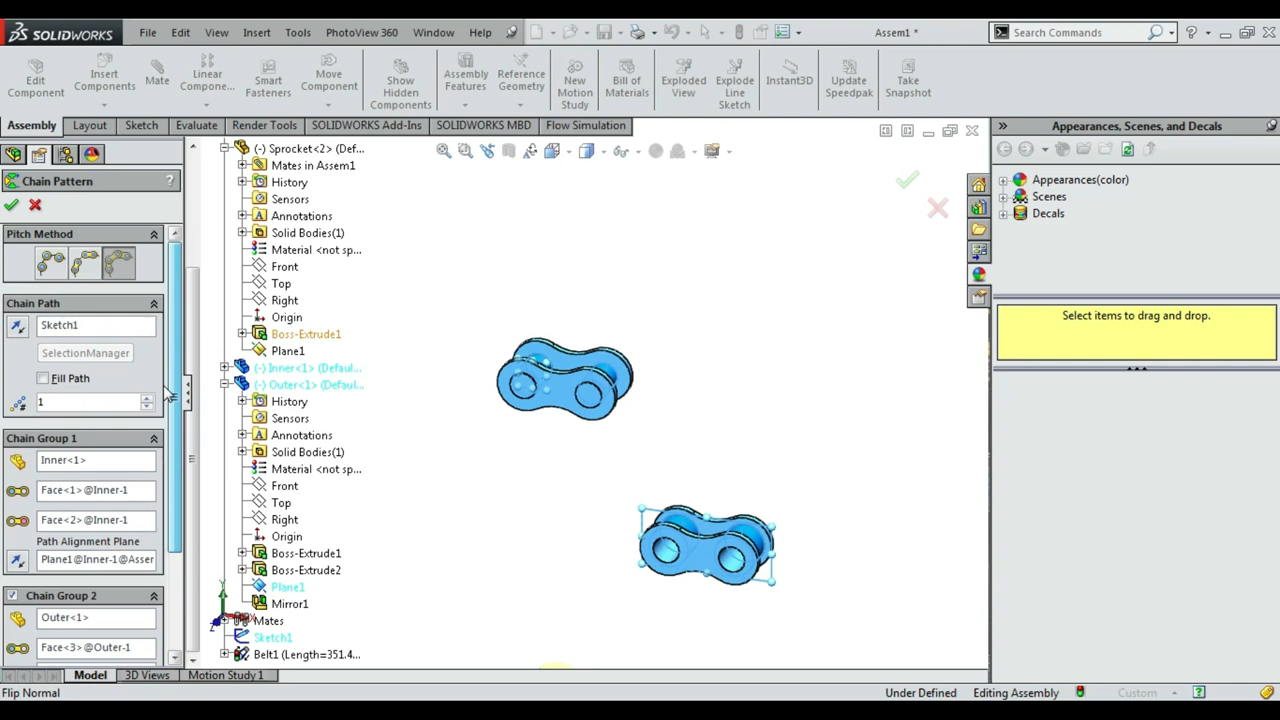 SOLIDWORKS File Edit View Insert Tools PhotoView 360 Window Help Assem1 * Search Commands
Edit Component
Insert Components
Mate
Linear Compone...
Smart Fasteners
Move Component
Show Hidden Components
Assembly Features
Reference Geometry
New Motion Study
Bill of Materials
Exploded View
Explode Line Sketch
Instant3D
Update Speedpak
Take Snapshot
Assembly Layout Sketch Evaluate Render Tools SOLIDWORKS Add-Ins SOLIDWORKS MBD Flow Simulation
Chain Pattern ?
Pitch Method
Chain Path
Sketch1
SelectionManager
Fill Path
1
Chain Group 1
Inner<1>
Face<1>@Inner-1
Face<2>@Inner-1
Path Alignment Plane
Plane1@Inner-1@Asser
Chain Group 2
Outer<1>
Face<3>@Outer-1
(-) Sprocket<2> (Def...
Mates in Assem1
History
Sensors
Annotations
Solid Bodies(1)
Material <not sp...
Front
Top
Right
Origin
Boss-Extrude1
Plane1
(-) Inner<1> (Defaul...
(-) Outer<1> (Defaul...
History
Sensors
Annotations
Solid Bodies(1)
Material <not sp...
Front
Top
Right
Origin
Boss-Extrude1
Boss-Extrude2
Plane1
Mirror1
Mates
Sketch1
Belt1 (Length=351.4...
Y
Z
Appearances, Scenes, and Decals
Appearances(color)
Scenes
Decals
Select items to drag and drop.
Model 3D Views Motion Study 1
Flip Normal Under Defined Editing Assembly Custom ?